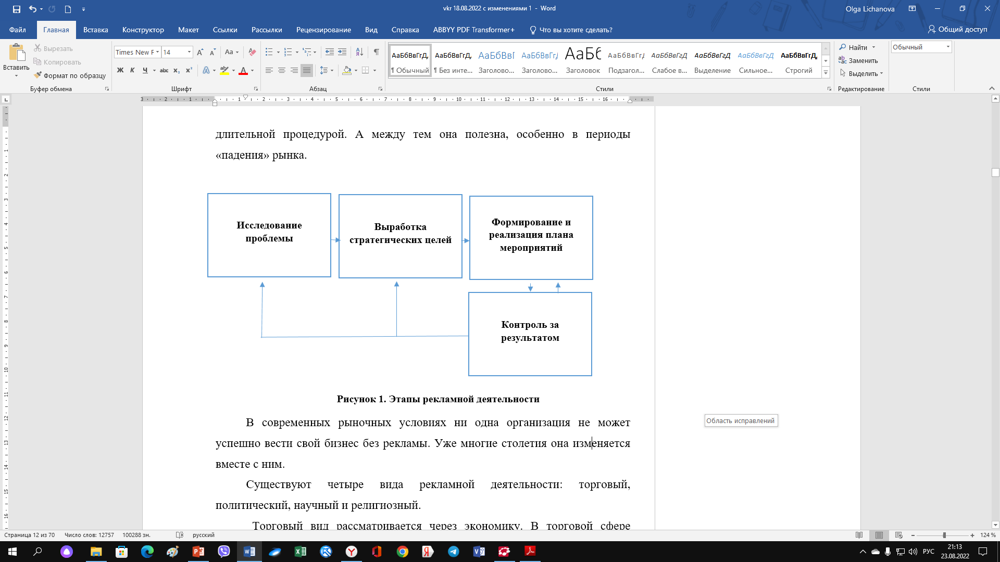 vkr 18.08.2022 с изменениями 1 - Word
Olga Lichanova
Файл Главная Вставка Конструктор Макет Ссылки Рассылки Рецензирование Вид Справка ABBYY PDF Transformer+ Что вы хотите сделать? Общий доступ
Вставить
Вырезать
Копировать
Формат по образцу
Буфер обмена
Times New F 14
Шрифт
Абзац
АаБбВвГгД, АаБбВвГгД, АаБбВвГ АаБбВвГг, АаБб АаБбВвГг, АаБбВвГгД АаБбВвГгД АаБбВвГгД АаБбВвГгД,
¶ Обычный ¶ Без инте... Заголово... Заголово... Заголовок Подзагол... Слабое в... Выделение Сильное... Строгий
Стили
Найти
Заменить
Выделить
Редактирование
Обычный
Стили
длительной процедурой. А между тем она полезна, особенно в периоды
«падения» рынка.
Исследование
проблемы
Выработка
стратегических целей
Формирование и
реализация плана
мероприятий
Контроль за
результатом
Рисунок 1. Этапы рекламной деятельности
В современных рыночных условиях ни одна организация не может
успешно вести свой бизнес без рекламы. Уже многие столетия она изменяется
вместе с ним.
Область исправлений
Существуют четыре вида рекламной деятельности: торговый,
политический, научный и религиозный.
Торговый вид рассматривается через экономику. В торговой сфере
Страница 12 из 70 Число слов: 12757 100288 зн. русский 124 %
РУС
21:13
23.08.2022